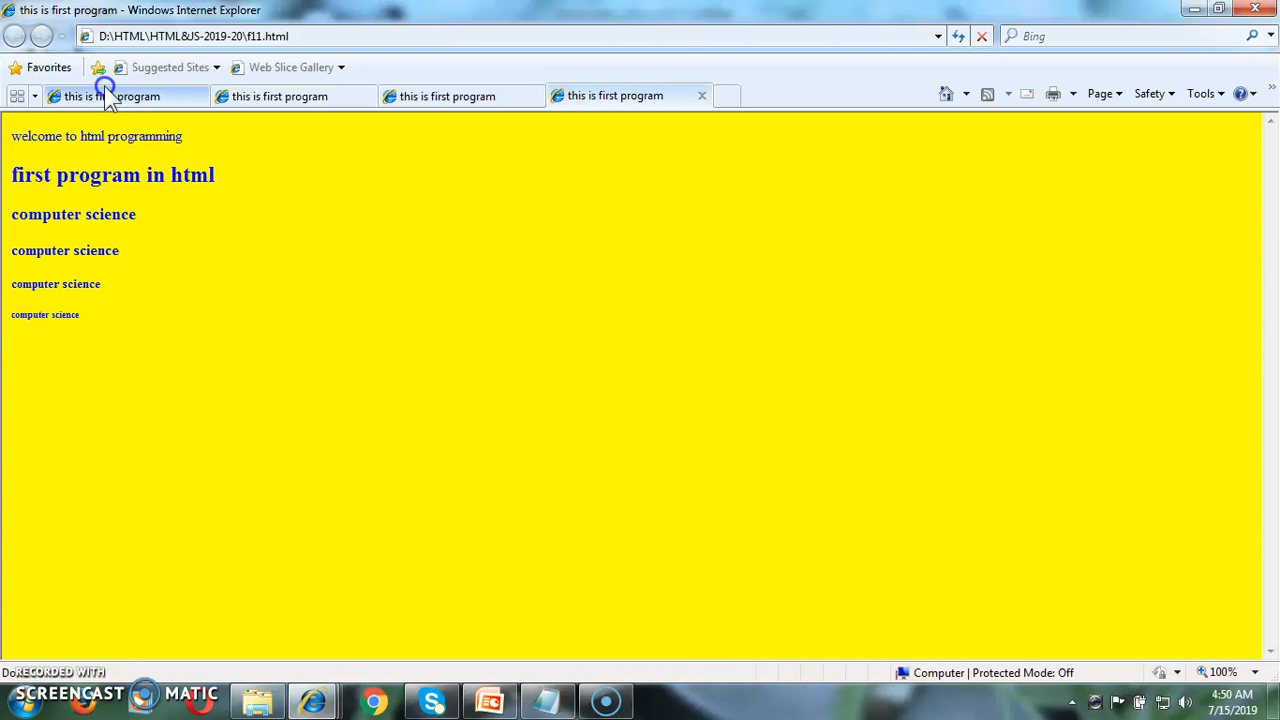 this is first program - Windows Internet Explorer
D:\HTML\HTML&JS-2019-20\f11.html
Bing
Favorites
Suggested Sites
Web Slice Gallery
this is first program
this is first program
this is first program
this is first program
Page
Safety
Tools
welcome to html programming
first program in html
computer science
computer science
computer science
computer science
Computer | Protected Mode: Off
100%
RECORDED WITH
SCREENCAST MATIC
4:50 AM
7/15/2019